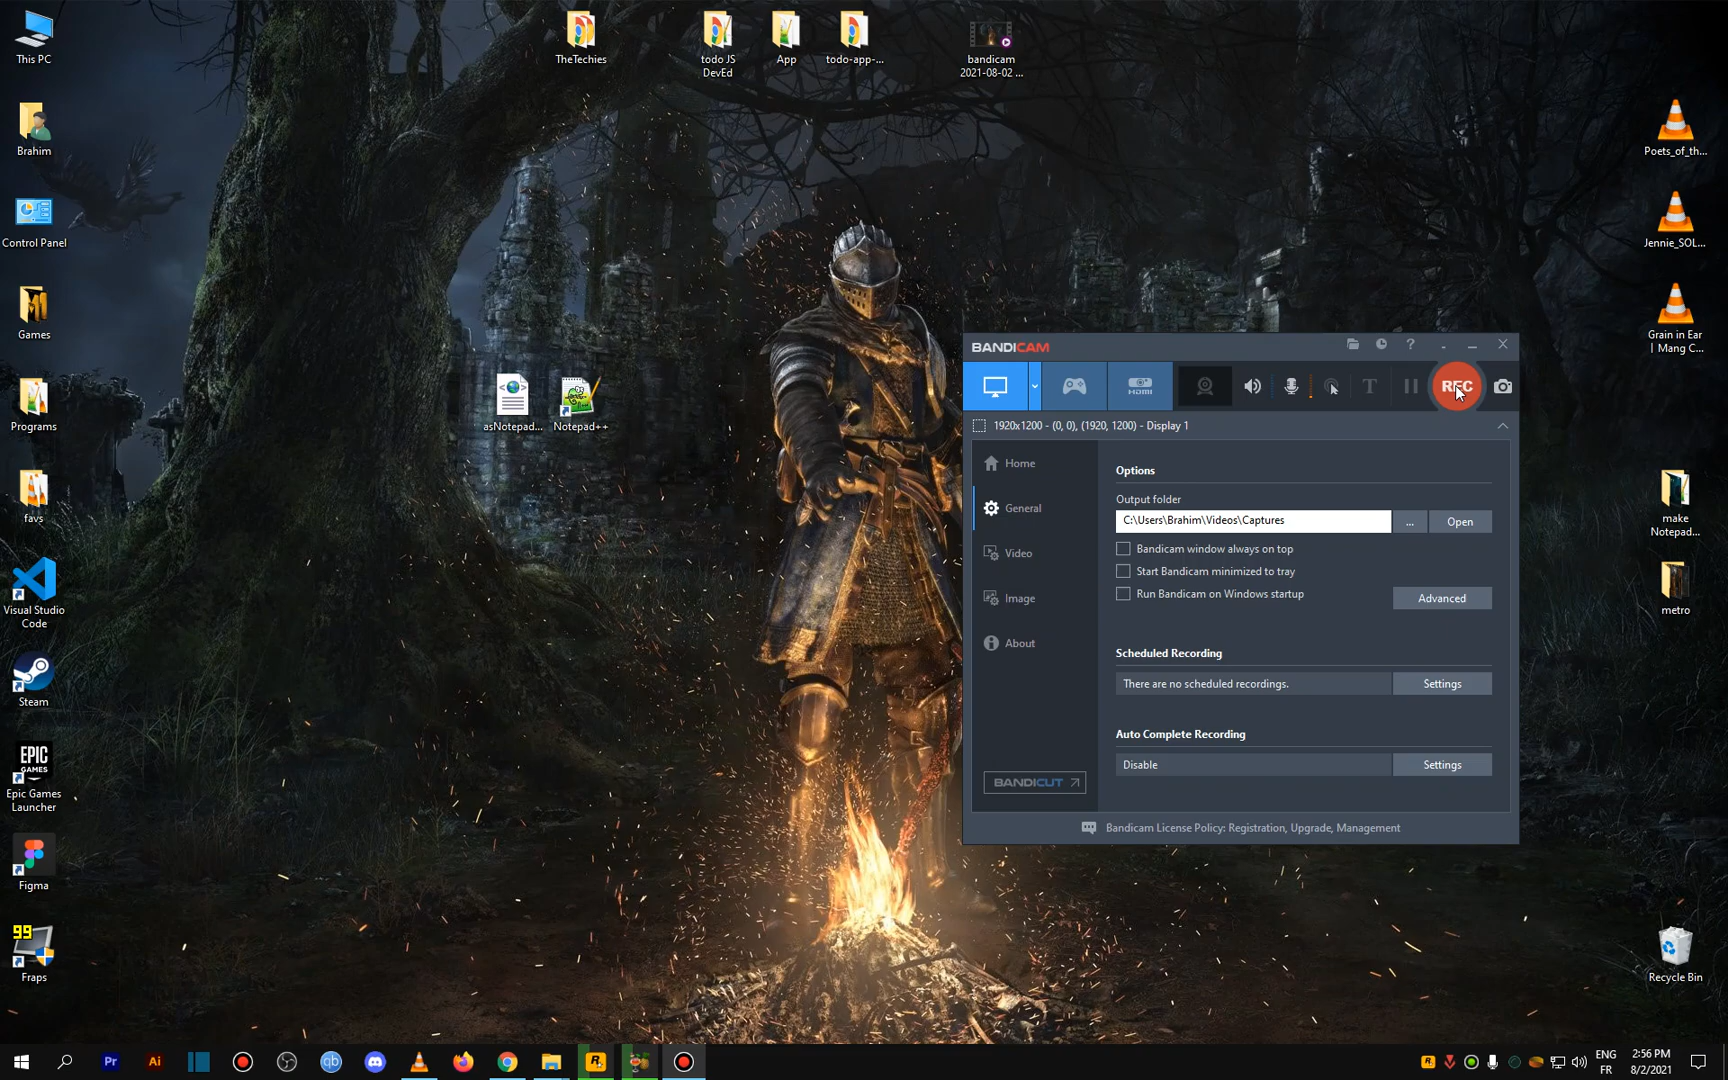 This PC
Brahim
Control Panel
Games
Programs
favs
Visual Studio
Code
Steam
EPIC
GAMES
Epic Games
Launcher
Figma
99
Fraps
TheTechies
todo JS
DevEd
App
todo-app-...
bandicam
2021-08-02 ...
asNotepad...
Notepad++
BANDICAM
?
HDMI
T
REC
1920x1200 - (0, 0), (1920, 1200) - Display 1
Home
General
Video
Image
About
BANDICUT
Options
Output folder
C:\Users\Brahim\Videos\Captures
...
Open
Bandicam window always on top
Start Bandicam minimized to tray
Run Bandicam on Windows startup
Advanced
Scheduled Recording
There are no scheduled recordings.
Settings
Auto Complete Recording
Disable
Settings
Bandicam License Policy: Registration, Upgrade, Management
Poets_of_th...
Jennie_SOL...
Grain in Ear
| Mang C...
make
Notepad...
metro
Recycle Bin
Pr
Ai
qb
R
ENG
FR
2:56 PM
8/2/2021